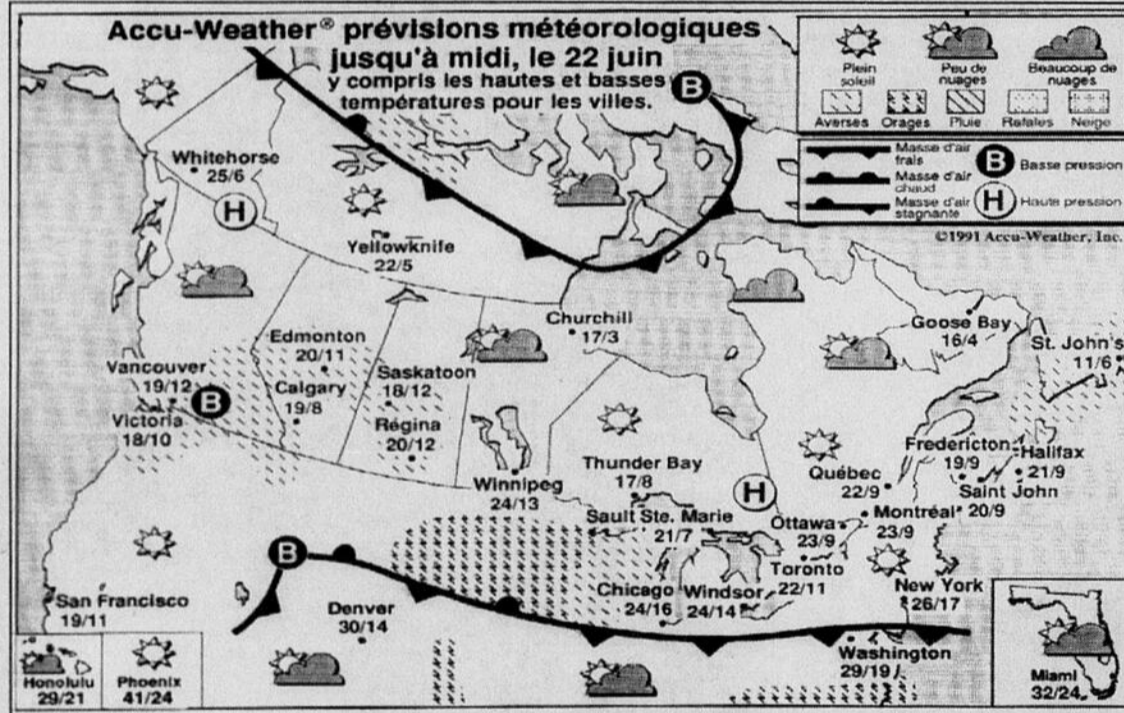 Accu-Weather® prévisions météorologiques
jusqu'à midi, le 22 juin
y compris les hautes et basses
températures pour les villes.
Plein
soleil
Peu de
nuages
Beaucoup de
nuages
Averses
Orages
Pluie
Rafales
Neige
Masse d'air
frais
Masse d'air
chaud
Masse d'air
stagnante
B
Basse pression
H
Haute pression
©1991 Accu-Weather, Inc.
B
Whitehorse
25/6
H
Yellowknife
22/5
Churchill
17/3
Goose Bay
16/4
St. John's
11/6
Edmonton
20/11
Vancouver
19/12
B
Calgary
19/8
Saskatoon
18/12
Victoria
18/10
Régina
20/12
Winnipeg
24/13
Thunder Bay
17/8
H
Québec
22/9
Fredericton
19/9
Halifax
21/9
Saint John
20/9
Montréal
23/9
Sault Ste. Marie
21/7
Ottawa
23/9
Toronto
22/11
B
Chicago
24/16
Windsor
24/14
New York
26/17
San Francisco
19/11
Denver
30/14
Washington
29/19
Honolulu
29/21
Phoenix
41/24
Miami
32/24